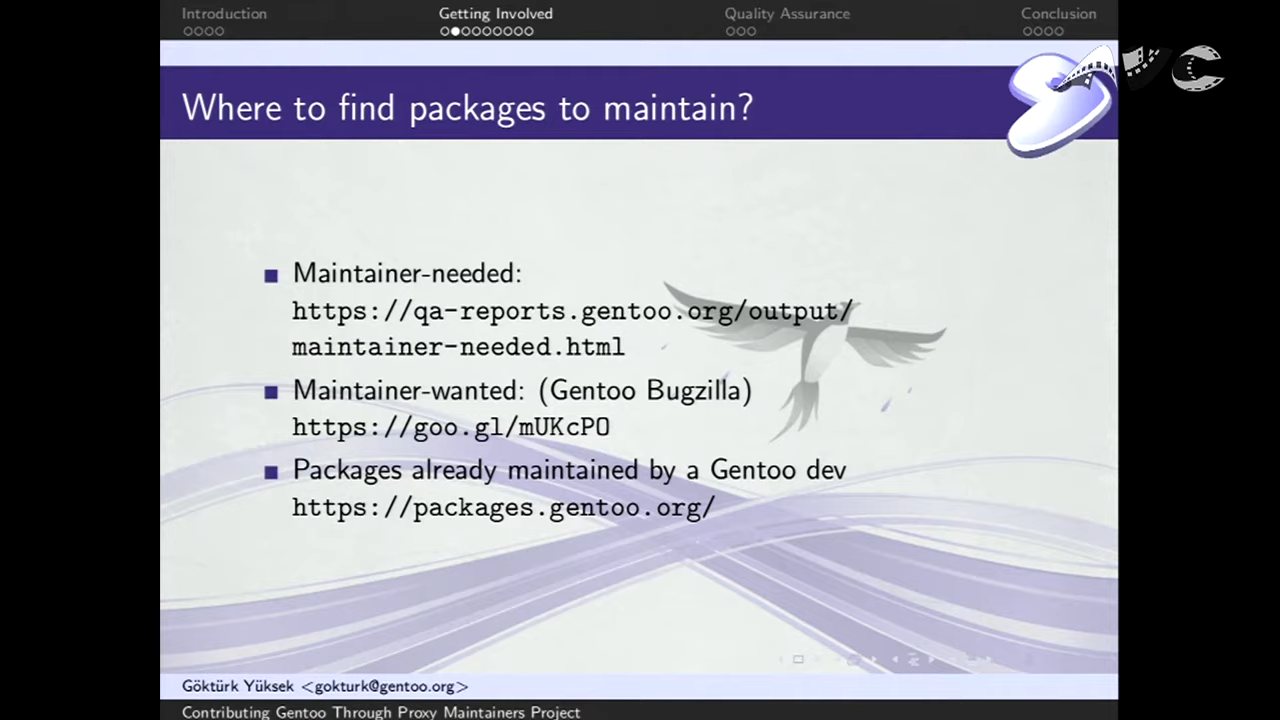 Introduction
Getting Involved
Quality Assurance
Conclusion
Where to find packages to maintain?
Maintainer-needed:
https://qa-reports.gentoo.org/output/
maintainer-needed.html
Maintainer-wanted: (Gentoo Bugzilla)
https://goo.gl/mUKcPO
Packages already maintained by a Gentoo dev
https://packages.gentoo.org/
Göktürk Yüksek <gokturk@gentoo.org>
Contributing Gentoo Through Proxy Maintainers Project